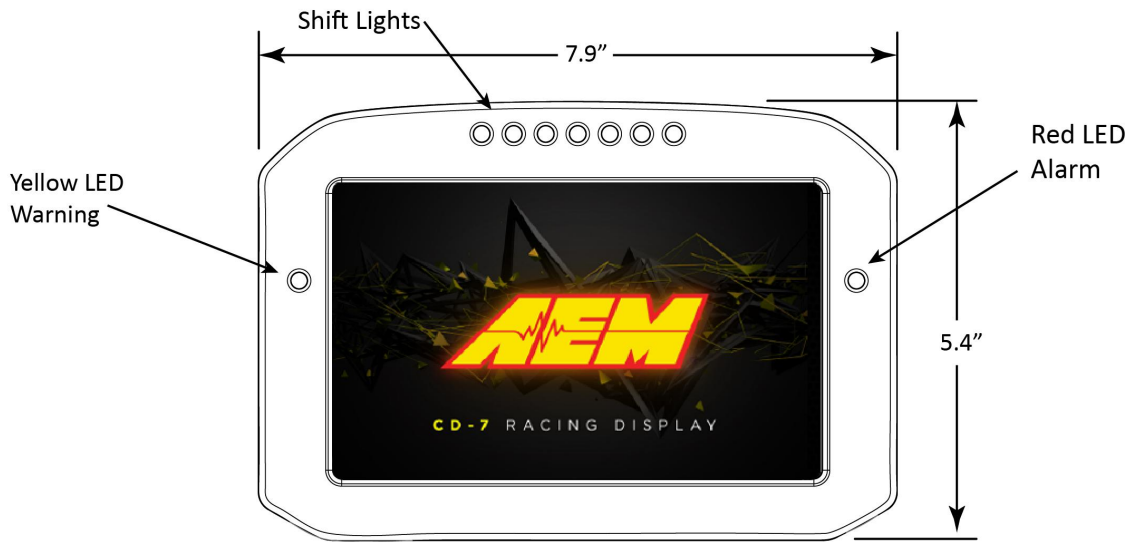 Shift Lights
7.9”
Red LED
Alarm
Yellow LED
Warning
5.4”
AEM
CD-7 RACING DISPLAY